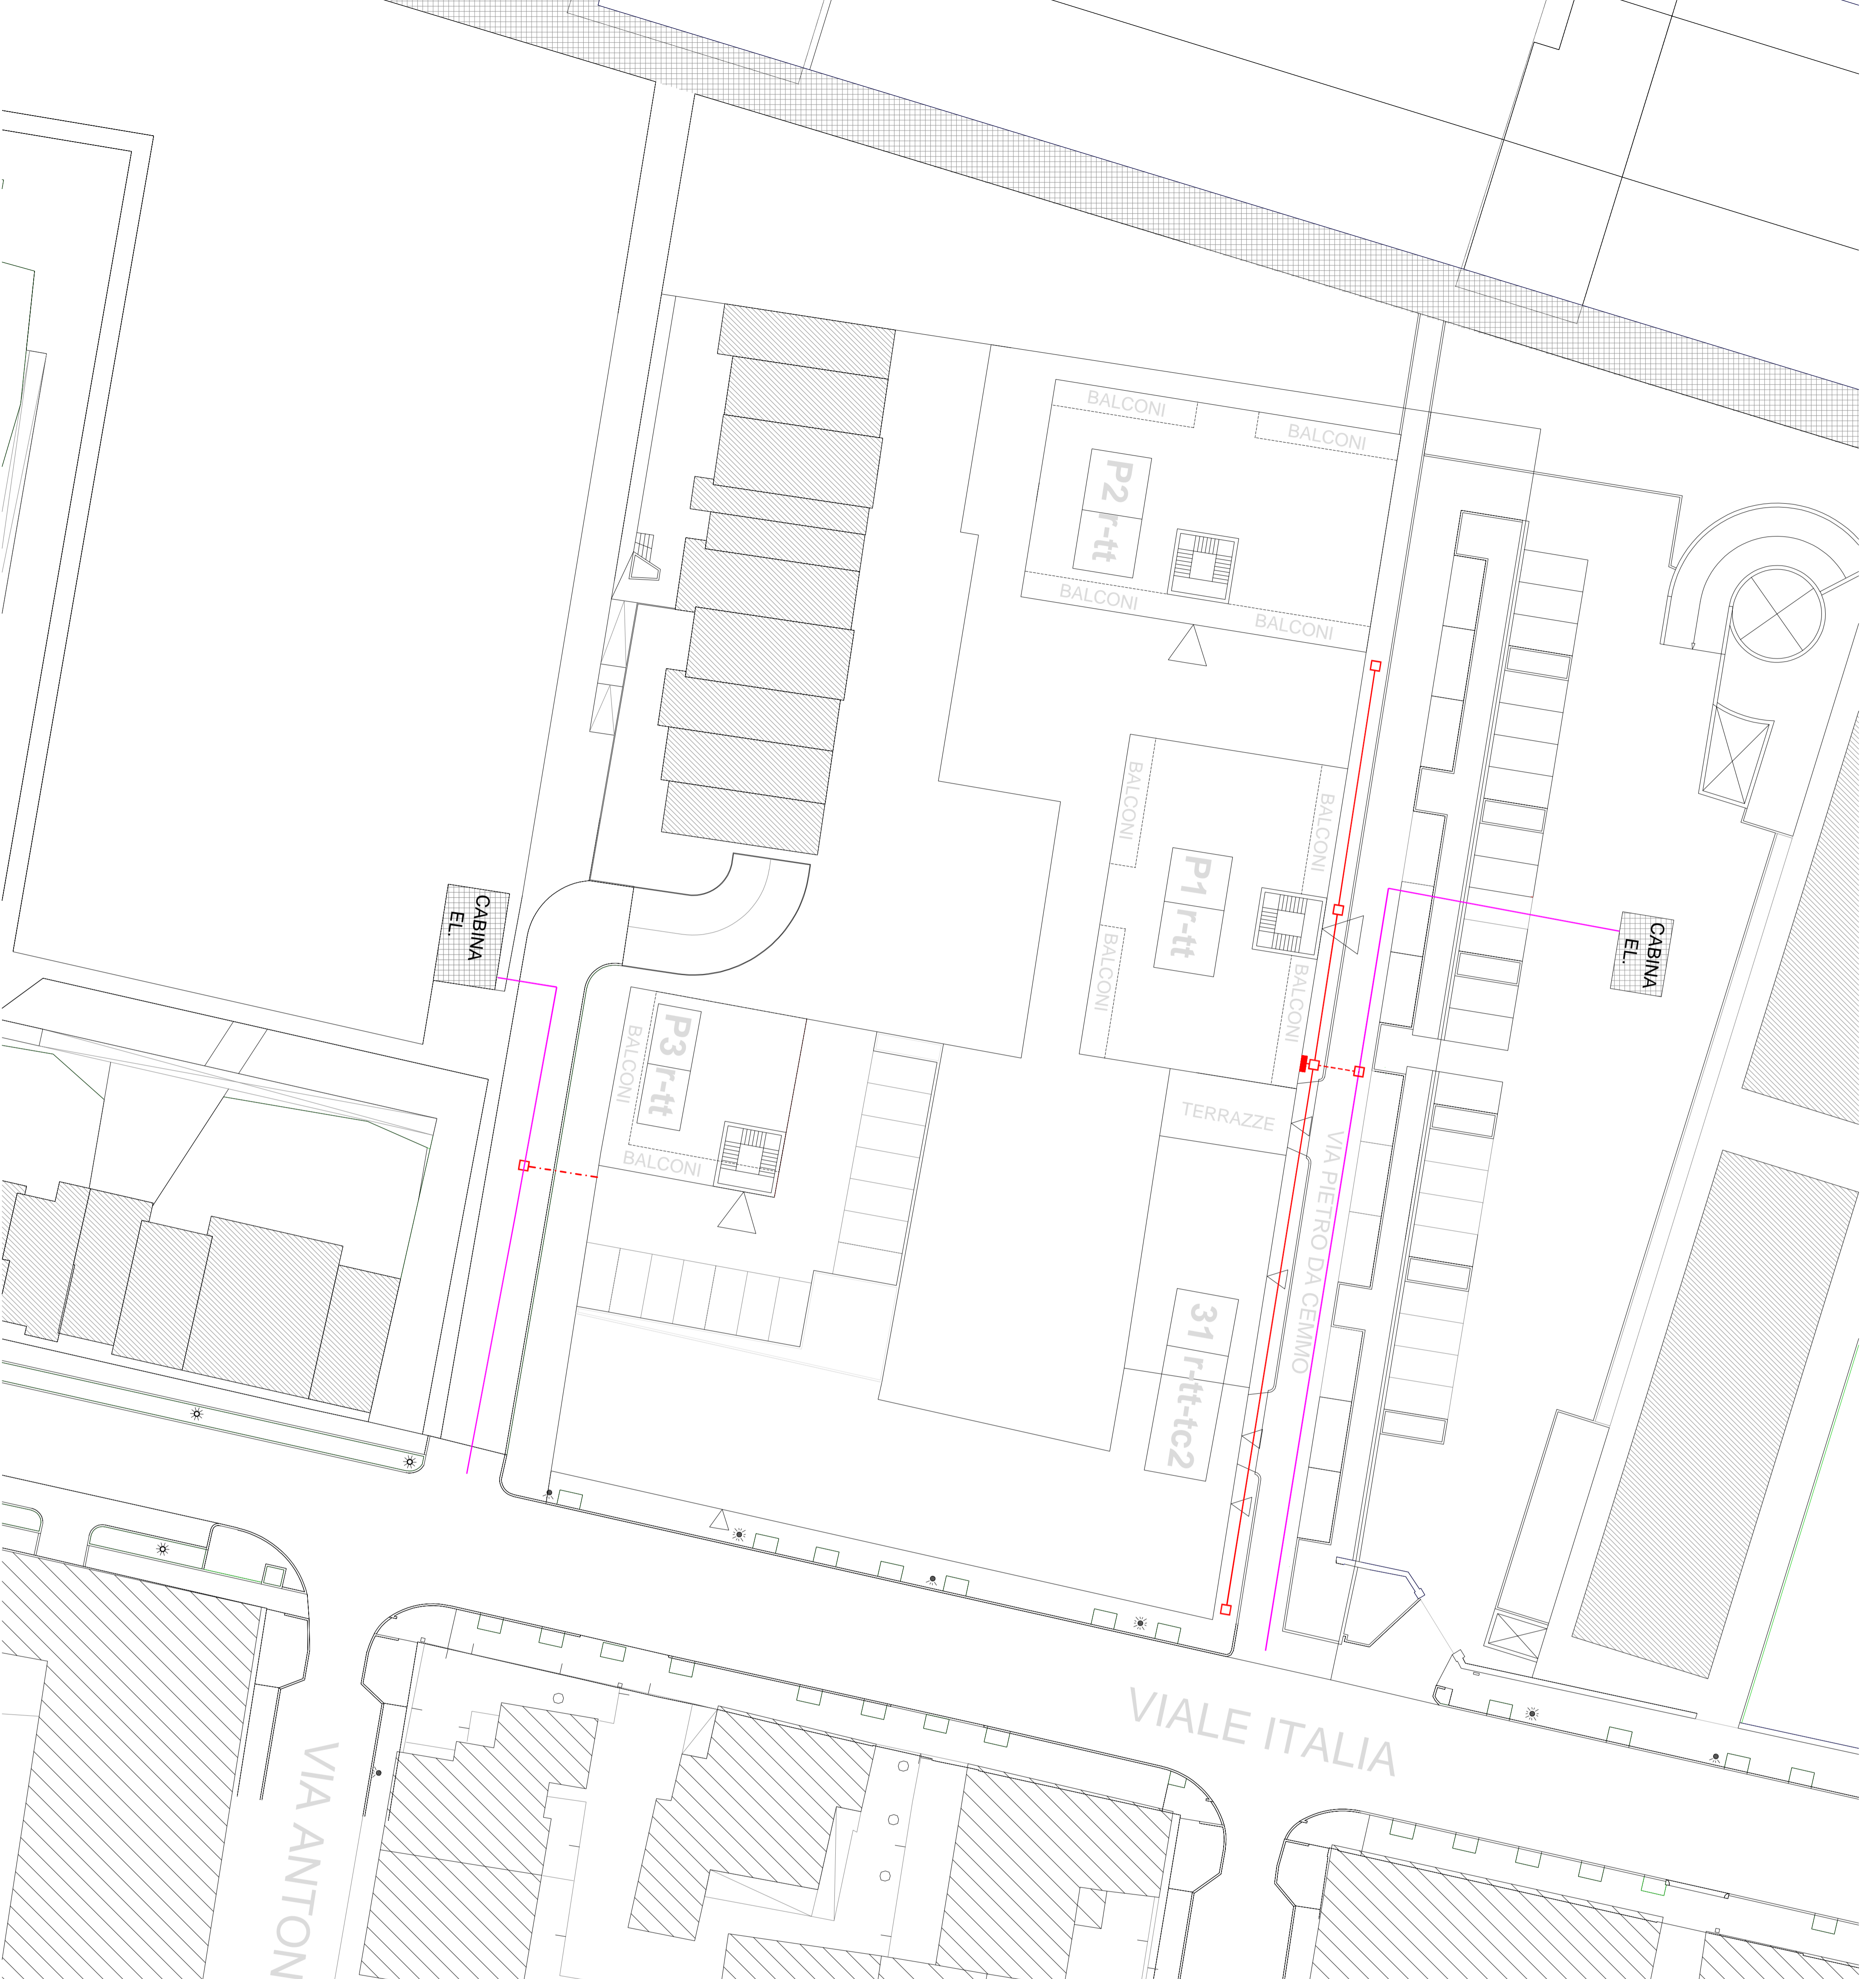 BALCONI
BALCONI
P2 r-tt
BALCONI
BALCONI
BALCONI
BALCONI
P1 r-tt
BALCONI
BALCONI
CABINA
EL.
CABINA
EL.
P3 r-tt
BALCONI
BALCONI
TERRAZZE
VIA PIETRO DA CEMMO
31 r-tt-tc2
VIALE ITALIA
VIA ANTON